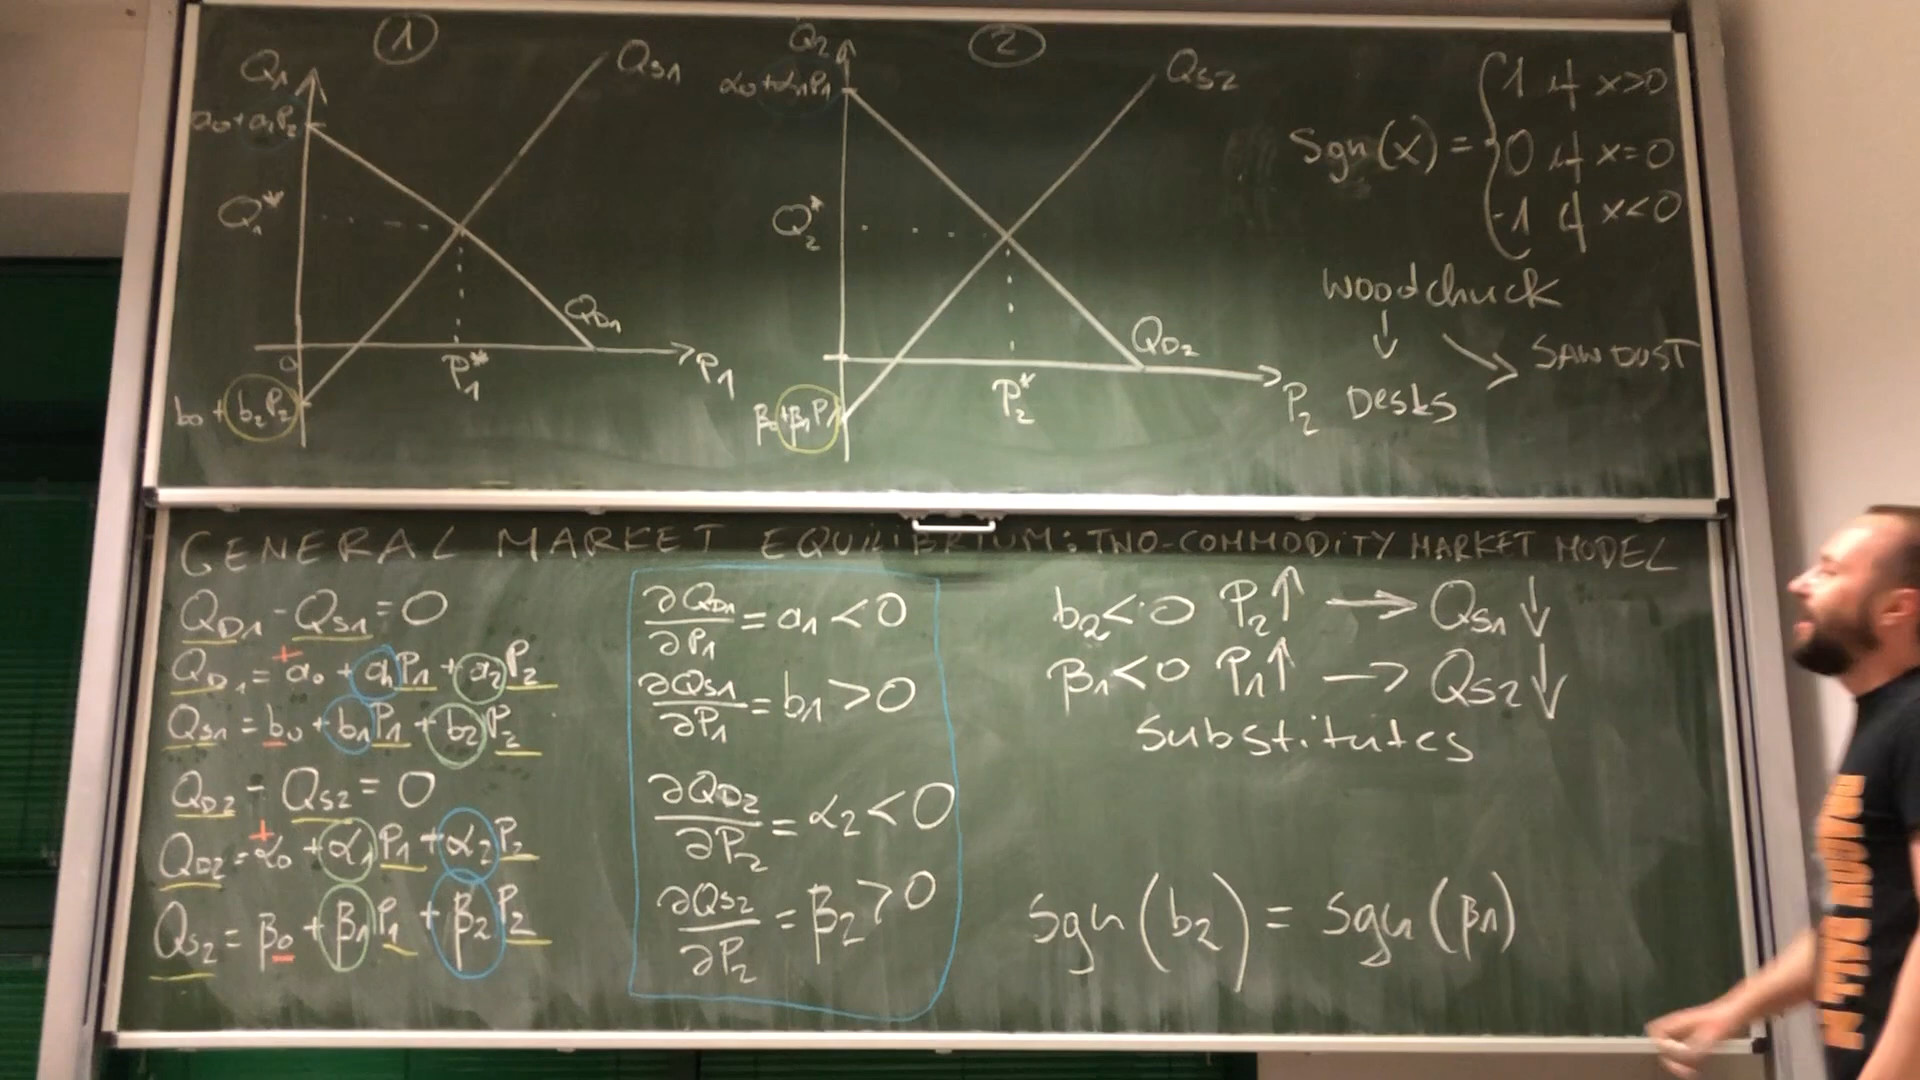 ①
Q₁
a₀+a₂P₂
Q₁*
0
b₀ + b₂P₂
P₁*
QD₁
QS₁
P₁
②
Q₂
α₀+α₁P₁
Q₂*
β₀+β₁P₁
P₂*
QD₂
QS₂
P₂
Sgn(x) = { 1 if x>0
0 if x=0
-1 if x<0
woodchuck
↓ ↘ SAWDUST
Desks
GENERAL MARKET EQUILIBRIUM: TWO-COMMODITY MARKET MODEL
QD₁ - QS₁ = 0
+
QD₁ = a₀ + a₁P₁ + a₂P₂
QS₁ = b₀ + b₁P₁ + b₂P₂
QD₂ - QS₂ = 0
+
QD₂ = α₀ + α₁P₁ + α₂P₂
QS₂ = β₀ + β₁P₁ + β₂P₂
∂QD₁/∂P₁ = a₁ < 0
∂QS₁/∂P₁ = b₁ > 0
∂QD₂/∂P₂ = α₂ < 0
∂QS₂/∂P₂ = β₂ > 0
b₂<0 P₂↑ → QS₁↓
β₁<0 P₁↑ → QS₂↓
Substitutes
Sgn(b₂) = Sgn(β₁)